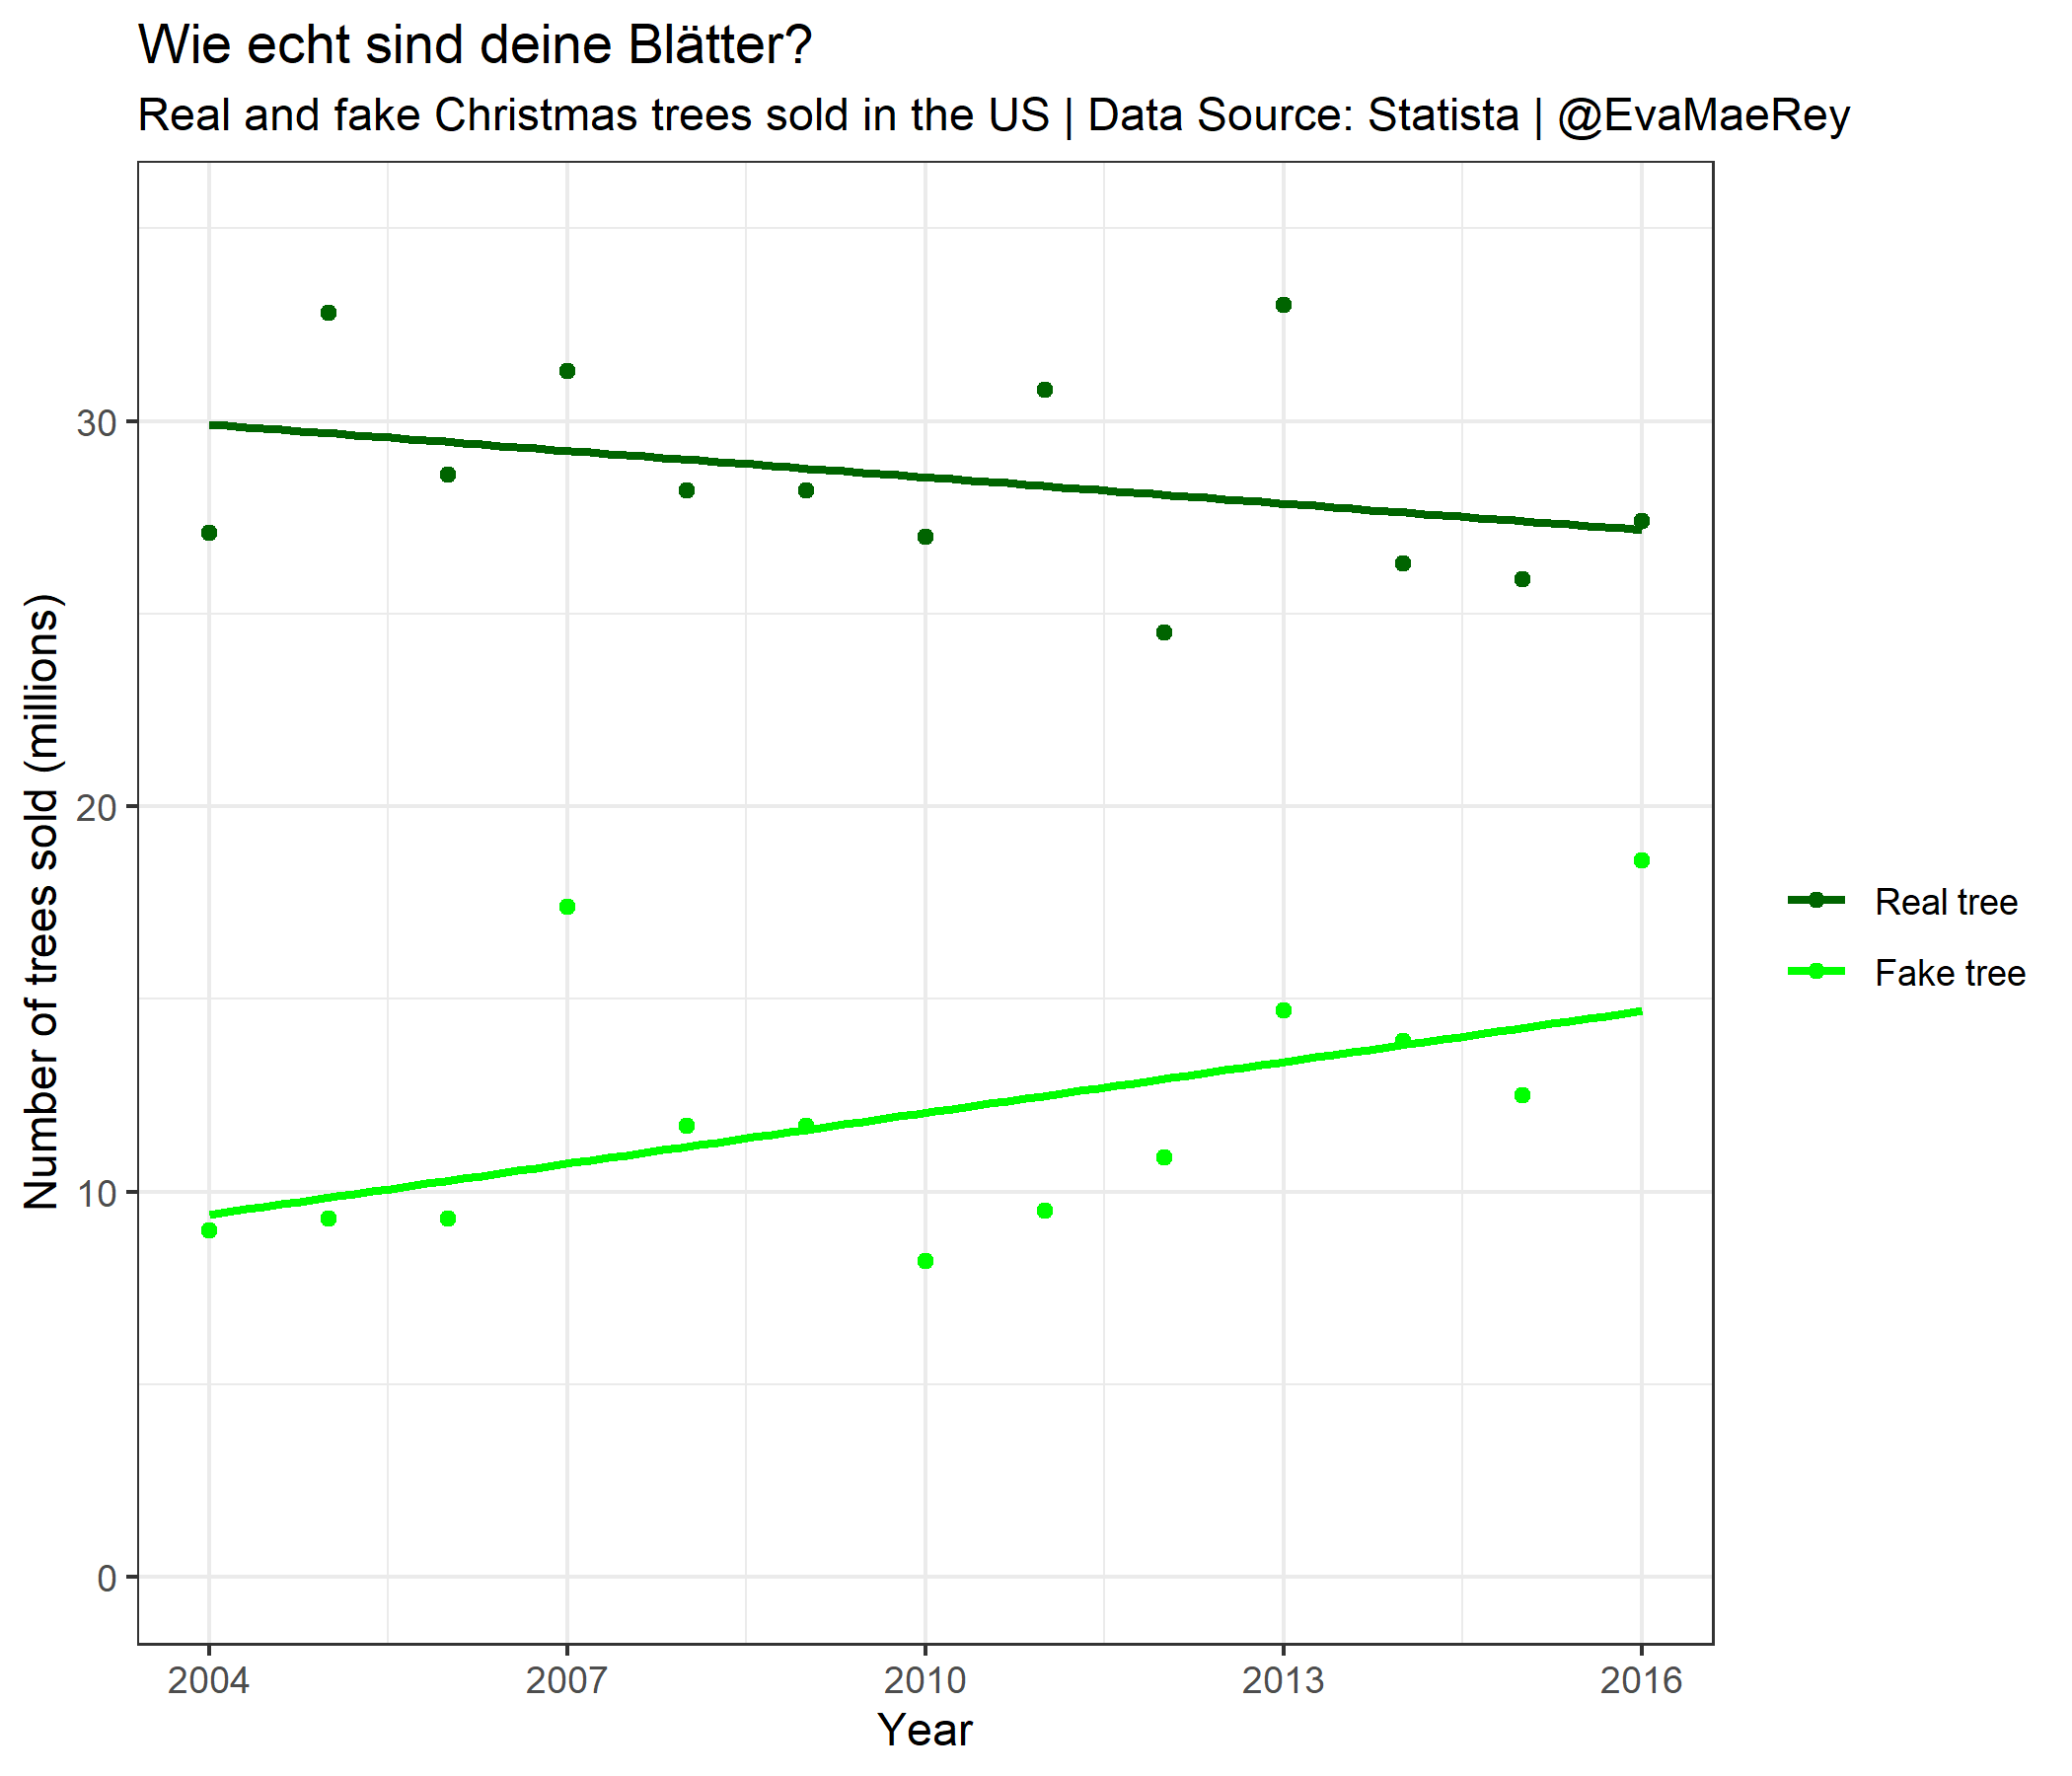 Wie echt sind deine Blätter?
Real and fake Christmas trees sold in the US | Data Source: Statista | @EvaMaeRey
Number of trees sold (millions)
30
20
10
0
2004 2007 2010 2013 2016
Year
Real tree
Fake tree